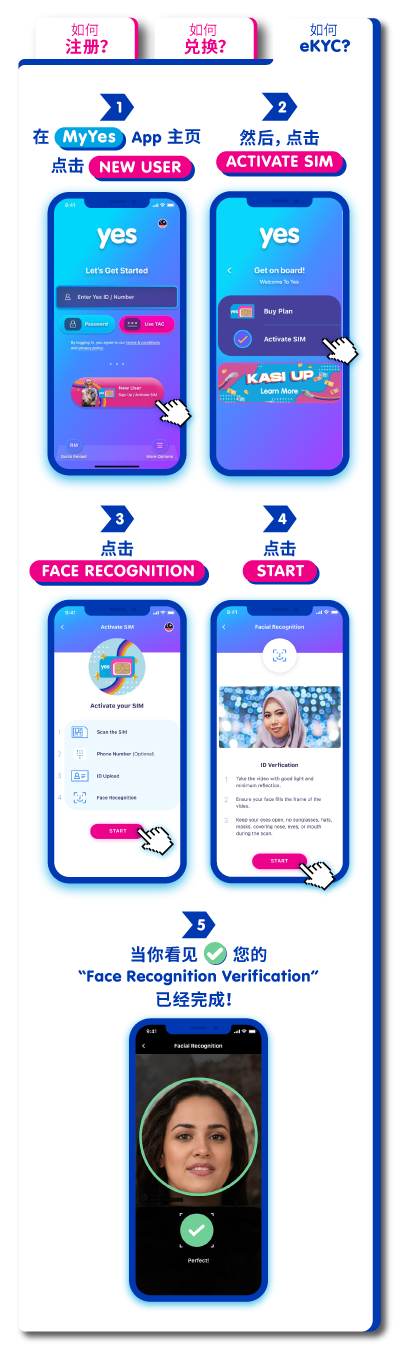 如何
注册?
如何
兑换?
如何
eKYC?
1
在 MyYes App 主页
点击 NEW USER
9:41
yes
Let's Get Started
Enter Yes ID / Number
Password
Use TAC
By logging in, you agree to our terms & conditions
and privacy policy
New User
Sign Up / Activate SIM
RM
Quick Reload
More Options
2
然后, 点击
ACTIVATE SIM
yes
Get on board!
Welcome To Yes
yes
Buy Plan
Activate SIM
KASI UP
Learn More
3
点击
FACE RECOGNITION
9:41
Activate SIM
yes
Activate your SIM
1 Scan the SIM
2 Phone Number (Optional)
3 ID Upload
4 Face Recognition
START
4
点击
START
9:41
Facial Recognition
ID Verfication
1 Take the video with good light and
minimum reflection.
2 Ensure your face fills the frame of the
video.
3 Keep your eyes open, no sunglasses, hats,
masks, covering nose, eyes, or mouth
during the scan.
START
5
当你看见 您的
“Face Recognition Verification”
已经完成!
9:41
Facial Recognition
Perfect!